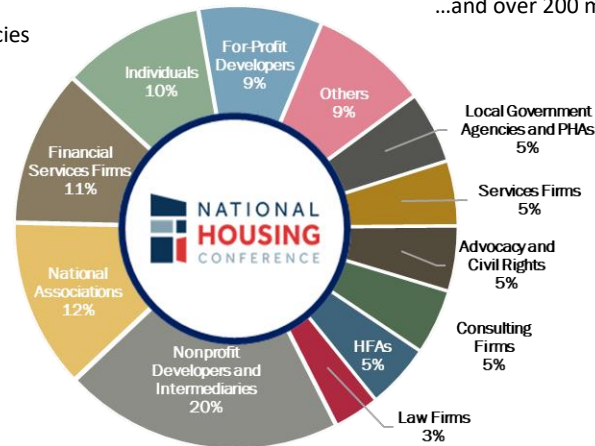 ...and over 200 m
cies
For-Profit
Developers
9%
Individuals
10%
Others
9%
Financial
Services Firms
11%
Local Government
Agencies and PHAs
5%
Services Firms
5%
NATIONAL
HOUSING
CONFERENCE
National
Associations
12%
Advocacy and
Civil Rights
5%
Consulting
Firms
5%
HFAs
5%
Nonprofit
Developers and
Intermediaries
20%
Law Firms
3%